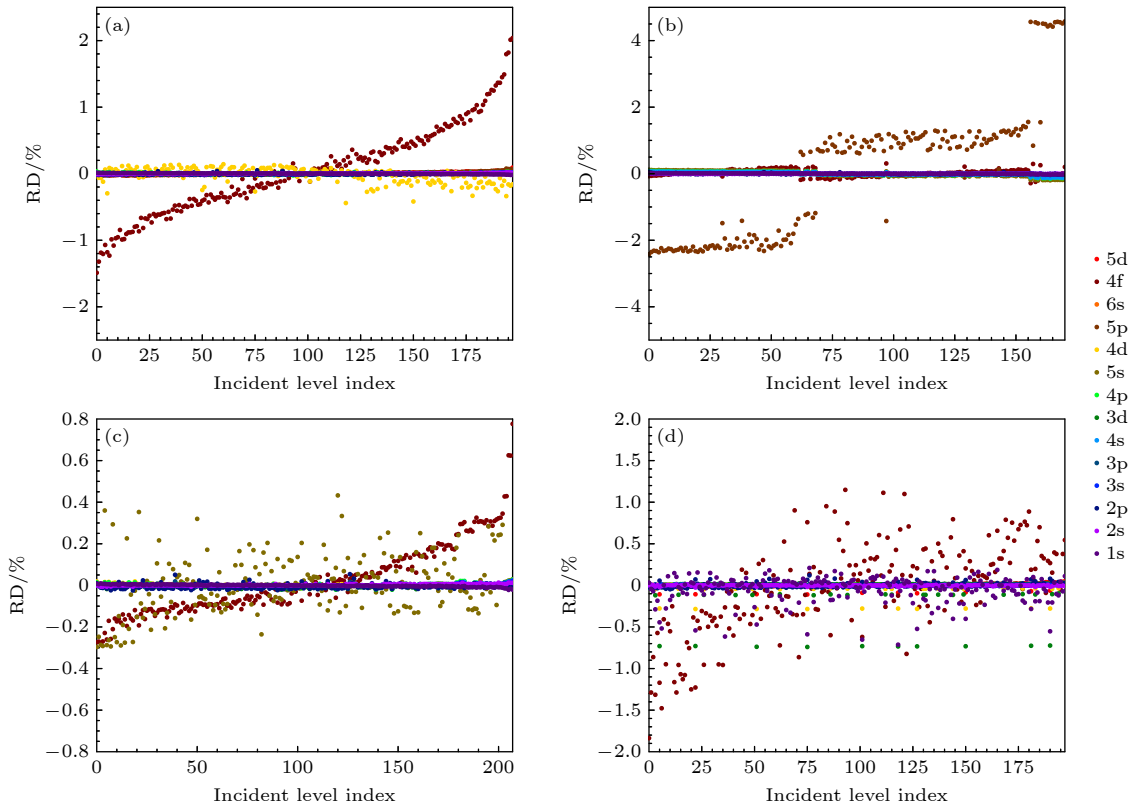 (a)
RD/%
2
1
0
−1
−2
0 25 50 75 100 125 150 175
Incident level index
(b)
RD/%
4
2
0
−2
−4
0 50 100 150
Incident level index
(c)
RD/%
0.8
0.6
0.4
0.2
0
−0.2
−0.4
−0.6
−0.8
0 50 100 150 200
Incident level index
(d)
RD/%
2.0
1.5
1.0
0.5
0
−0.5
−1.0
−1.5
−2.0
0 25 50 75 100 125 150 175
Incident level index
5d
4f
6s
5p
4d
5s
4p
3d
4s
3p
3s
2p
2s
1s